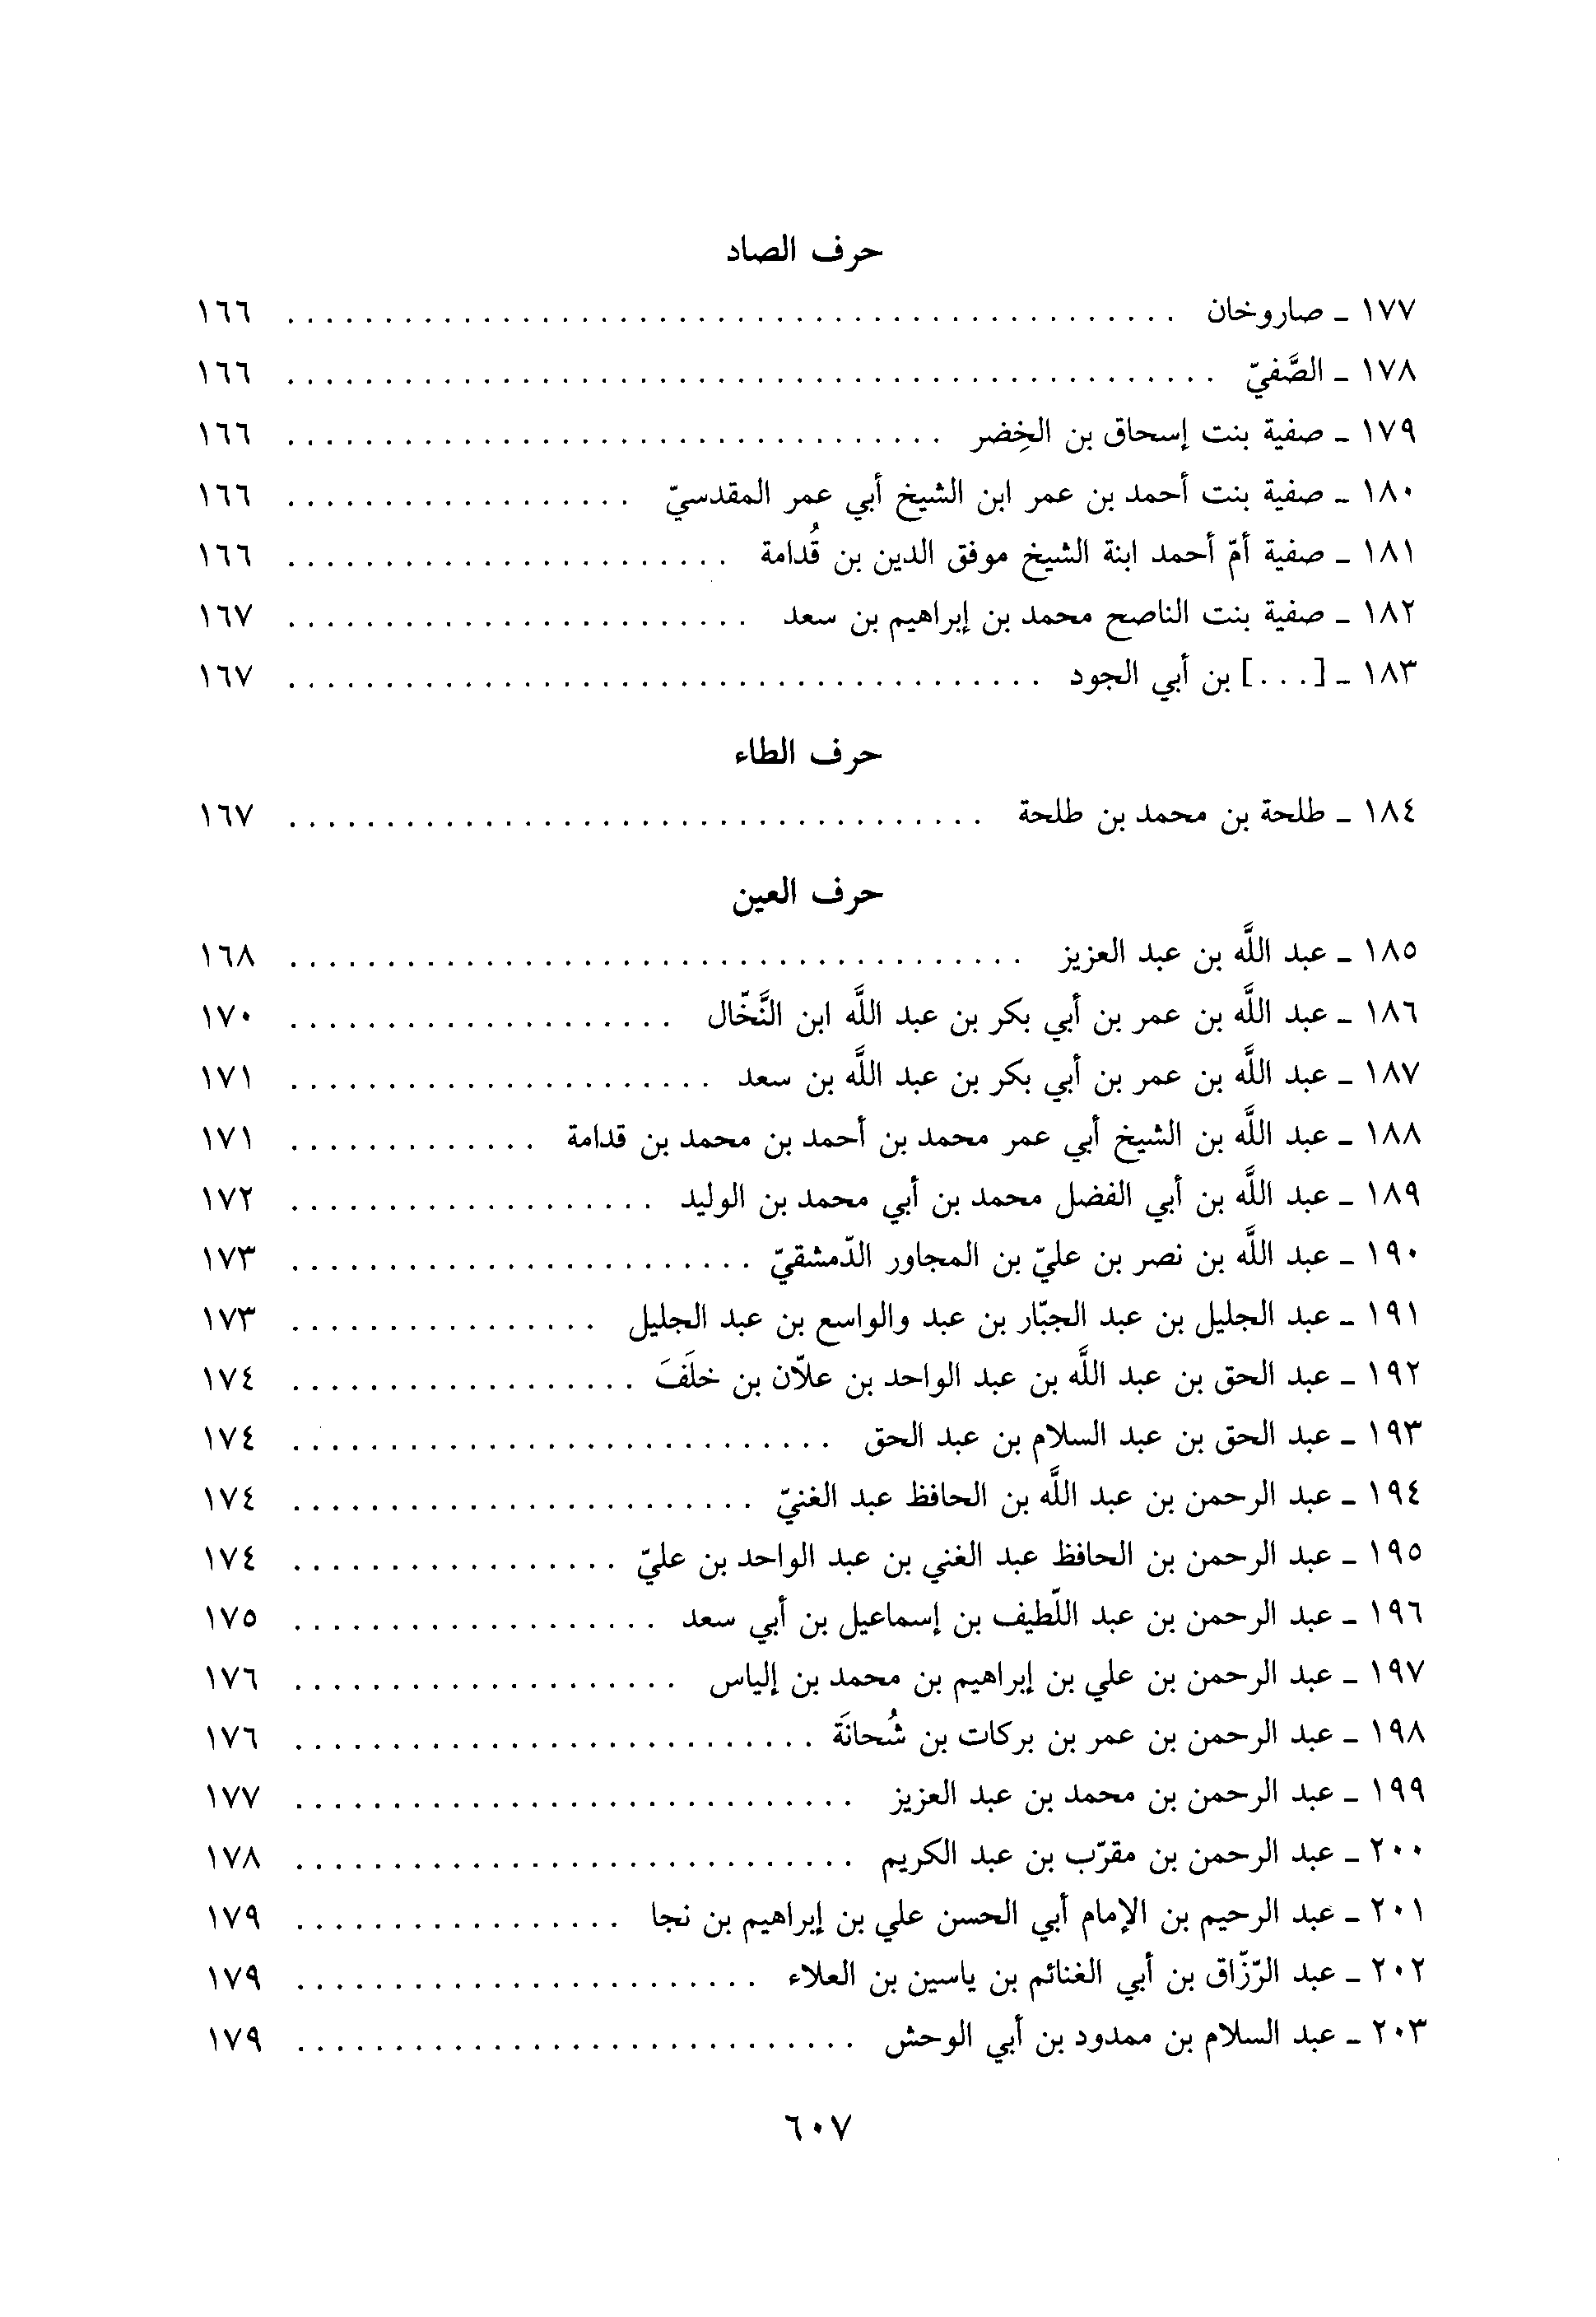 حرف الصاد
١٧٧ ـ صاروخان . . . . . . . . . . . . . . . . . . . . ١٦٦
١٧٨ ـ الصَّفيّ . . . . . . . . . . . . . . . . . . . . ١٦٦
١٧٩ ـ صفية بنت إسحاق بن الخِضر . . . . . . . . . . . . . . . . . . . . ١٦٦
١٨٠ ـ صفية بنت أحمد بن عمر ابن الشيخ أبي عمر المقدسيّ . . . . . . . . . . . . . . . . . . ١٦٦
١٨١ ـ صفية أمّ أحمد ابنة الشيخ موفق الدين بن قُدامة . . . . . . . . . . . . . . . . . . . . ١٦٦
١٨٢ ـ صفية بنت الناصح محمد بن إبراهيم بن سعد . . . . . . . . . . . . . . . . . . . . ١٦٧
١٨٣ ـ [. . .] بن أبي الجود . . . . . . . . . . . . . . . . . . . . ١٦٧
حرف الطاء
١٨٤ ـ طلحة بن محمد بن طلحة . . . . . . . . . . . . . . . . . . . . ١٦٧
حرف العين
١٨٥ ـ عبد اللَّه بن عبد العزيز . . . . . . . . . . . . . . . . . . . . ١٦٨
١٨٦ ـ عبد اللَّه بن عمر بن أبي بكر بن عبد اللَّه ابن النَّخّال . . . . . . . . . . . . . . . . . . . . ١٧٠
١٨٧ ـ عبد اللَّه بن عمر بن أبي بكر بن عبد اللَّه بن سعد . . . . . . . . . . . . . . . . . . . . ١٧١
١٨٨ ـ عبد اللَّه بن الشيخ أبي عمر محمد بن أحمد بن محمد بن قدامة . . . . . . . . . . . . . ١٧١
١٨٩ ـ عبد اللَّه بن أبي الفضل محمد بن أبي محمد بن الوليد . . . . . . . . . . . . . . . . . . . ١٧٢
١٩٠ ـ عبد اللَّه بن نصر بن عليّ بن المجاور الدّمشقيّ . . . . . . . . . . . . . . . . . . . . ١٧٣
١٩١ ـ عبد الجليل بن عبد الجبّار بن عبد والواسع بن عبد الجليل . . . . . . . . . . . . . . . . ١٧٣
١٩٢ ـ عبد الحق بن عبد اللَّه بن عبد الواحد بن علاّن بن خلَفَ . . . . . . . . . . . . . . . . . . ١٧٤
١٩٣ ـ عبد الحق بن عبد السلام بن عبد الحق . . . . . . . . . . . . . . . . . . . . ١٧٤
١٩٤ ـ عبد الرحمن بن عبد اللَّه بن الحافظ عبد الغنيّ . . . . . . . . . . . . . . . . . . . . ١٧٤
١٩٥ ـ عبد الرحمن بن الحافظ عبد الغني بن عبد الواحد بن عليّ . . . . . . . . . . . . . . . . . ١٧٤
١٩٦ ـ عبد الرحمن بن عبد اللّطيف بن إسماعيل بن أبي سعد . . . . . . . . . . . . . . . . . . . ١٧٥
١٩٧ ـ عبد الرحمن بن علي بن إبراهيم بن محمد بن إلياس . . . . . . . . . . . . . . . . . . . . ١٧٦
١٩٨ ـ عبد الرحمن بن عمر بن بركات بن شُحانَة . . . . . . . . . . . . . . . . . . . . ١٧٦
١٩٩ ـ عبد الرحمن بن محمد بن عبد العزيز . . . . . . . . . . . . . . . . . . . . ١٧٧
٢٠٠ ـ عبد الرحمن بن مقرّب بن عبد الكريم . . . . . . . . . . . . . . . . . . . . ١٧٨
٢٠١ ـ عبد الرحيم بن الإمام أبي الحسن علي بن إبراهيم بن نجا . . . . . . . . . . . . . . . . . ١٧٩
٢٠٢ ـ عبد الرّزّاق بن أبي الغنائم بن ياسين بن العلاء . . . . . . . . . . . . . . . . . . . . ١٧٩
٢٠٣ ـ عبد السلام بن ممدود بن أبي الوحش . . . . . . . . . . . . . . . . . . . . ١٧٩
٦٠٧